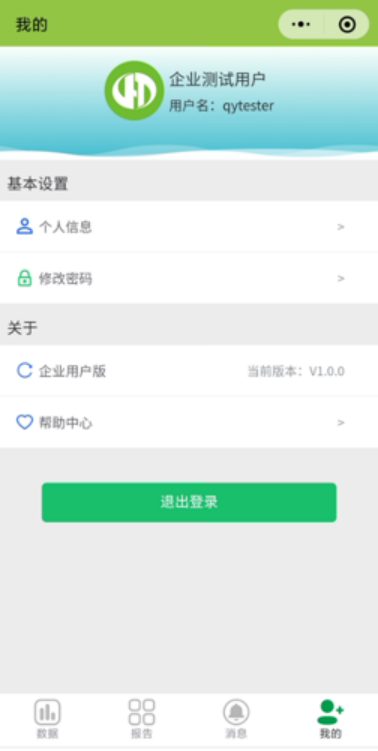 我的
企业测试用户
用户名：qytester
基本设置
个人信息 >
修改密码 >
关于
企业用户版 当前版本：V1.0.0
帮助中心 >
退出登录
数据 报告 消息 我的